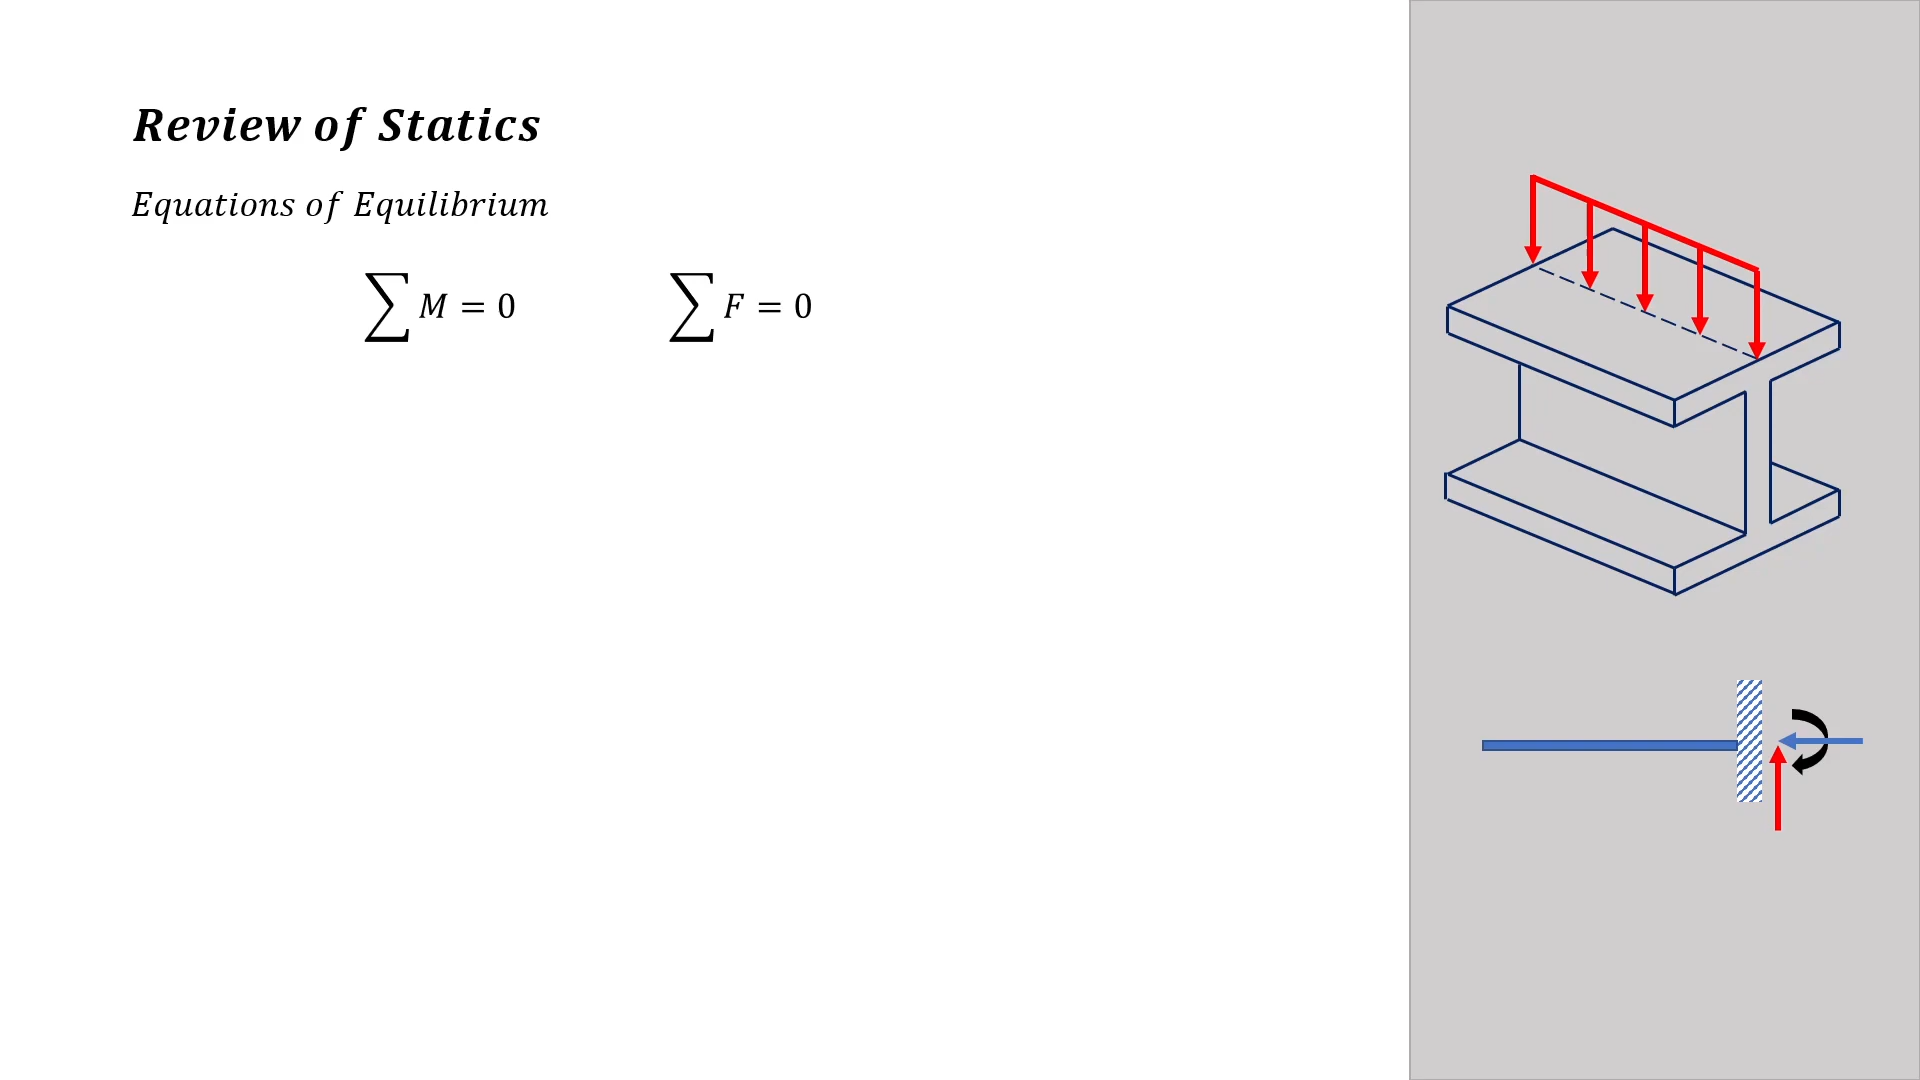 Review of Statics
Equations of Equilibrium
∑M = 0 ∑F = 0